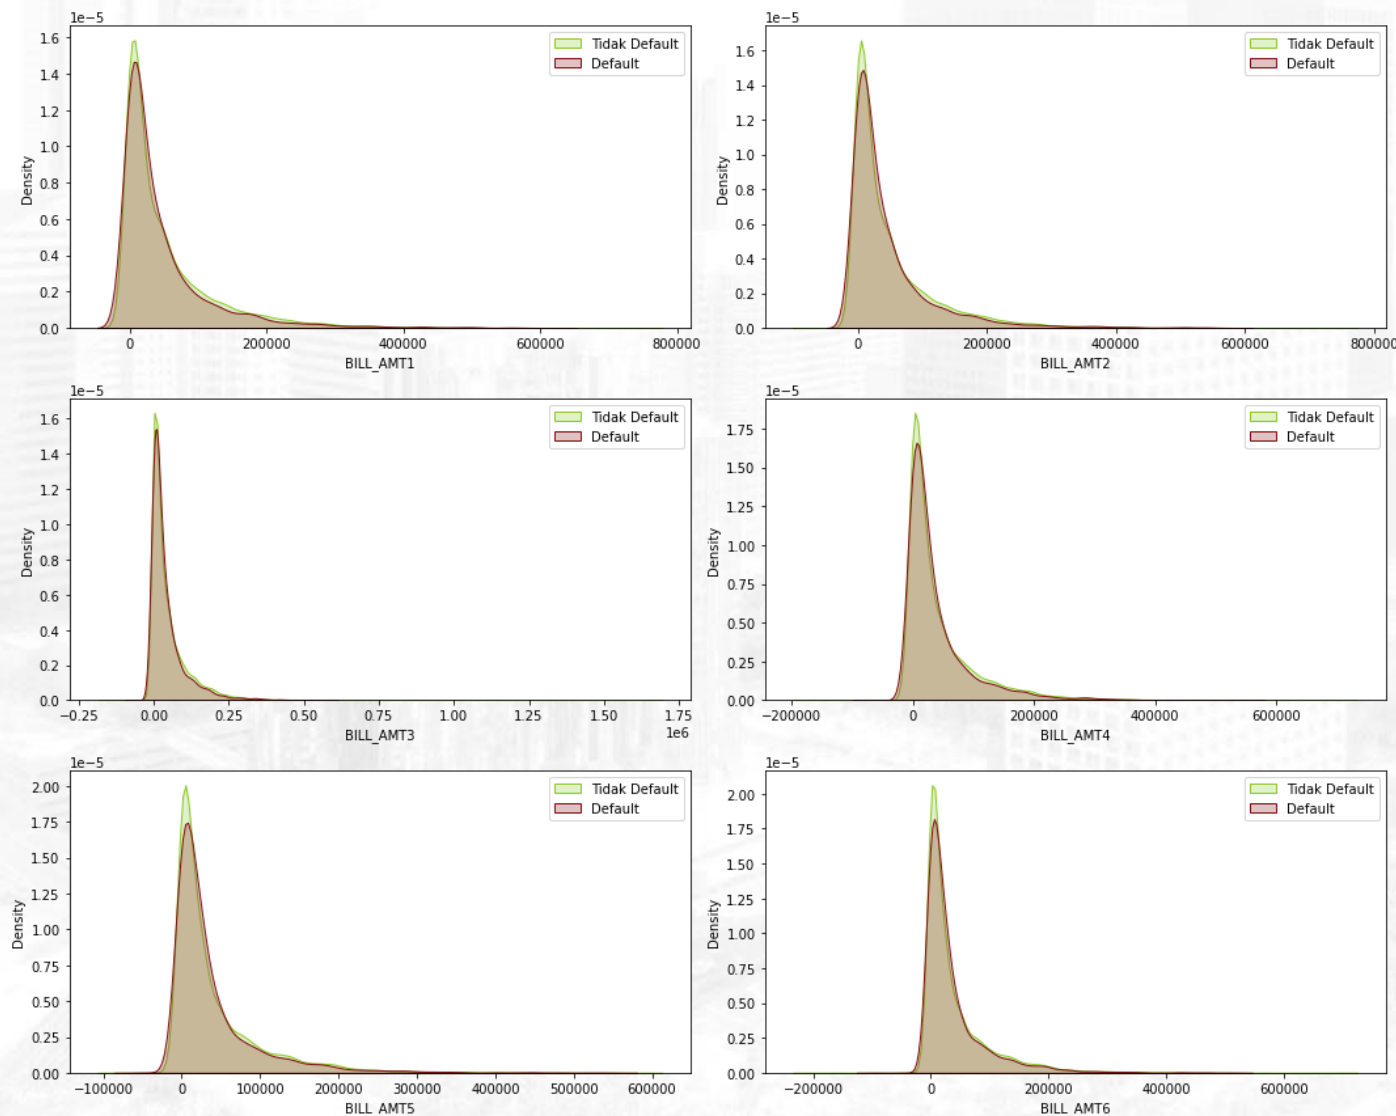 1e−5
Tidak Default
Default
1.6
1.4
1.2
1.0
0.8
0.6
0.4
0.2
0.0
Density
0 200000 400000 600000 800000
BILL_AMT1
1e−5
Tidak Default
Default
1.6
1.4
1.2
1.0
0.8
0.6
0.4
0.2
0.0
Density
0 200000 400000 600000 800000
BILL_AMT2
1e−5
Tidak Default
Default
1.6
1.4
1.2
1.0
0.8
0.6
0.4
0.2
0.0
Density
−0.25 0.00 0.25 0.50 0.75 1.00 1.25 1.50 1.75
1e6
BILL_AMT3
1e−5
Tidak Default
Default
1.75
1.50
1.25
1.00
0.75
0.50
0.25
0.00
Density
−200000 0 200000 400000 600000
BILL_AMT4
1e−5
Tidak Default
Default
2.00
1.75
1.50
1.25
1.00
0.75
0.50
0.25
0.00
Density
−100000 0 100000 200000 300000 400000 500000 600000
BILL_AMT5
1e−5
Tidak Default
Default
2.00
1.75
1.50
1.25
1.00
0.75
0.50
0.25
0.00
Density
−200000 0 200000 400000 600000
BILL_AMT6